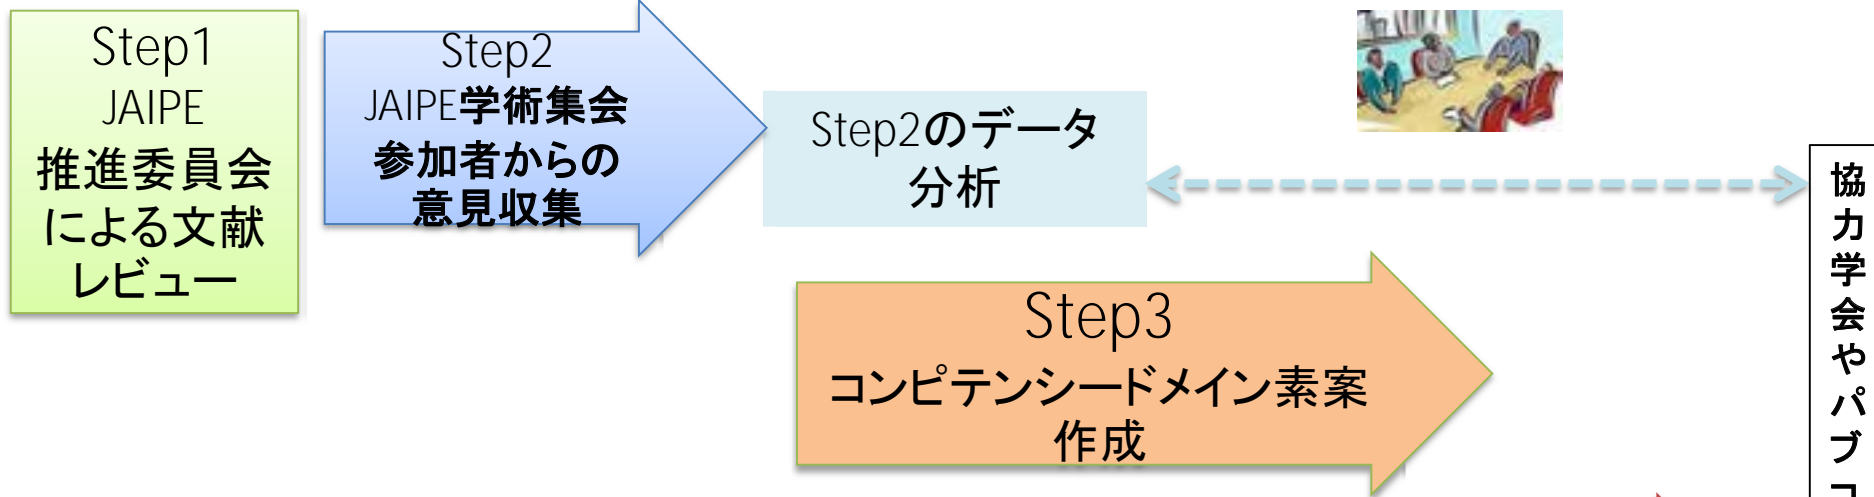 Step1
JAIPE
推進委員会
による文献
レビュー
Step2
JAIPE学術集会
参加者からの
意見収集
Step2のデータ
分析
Step3
コンピテンシードメイン素案
作成
協力学会やパブコ